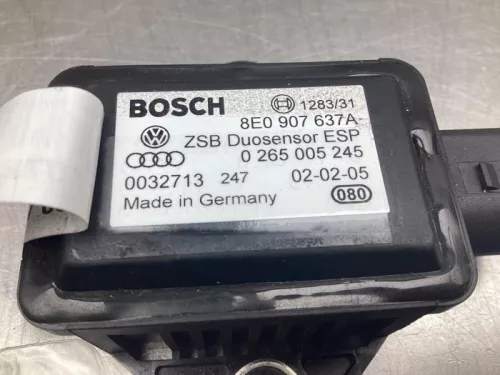 BOSCH 1283/31
8E0 907 637A
ZSB Duosensor ESP
0 265 005 245
0032713 247 02-02-05
Made in Germany 080